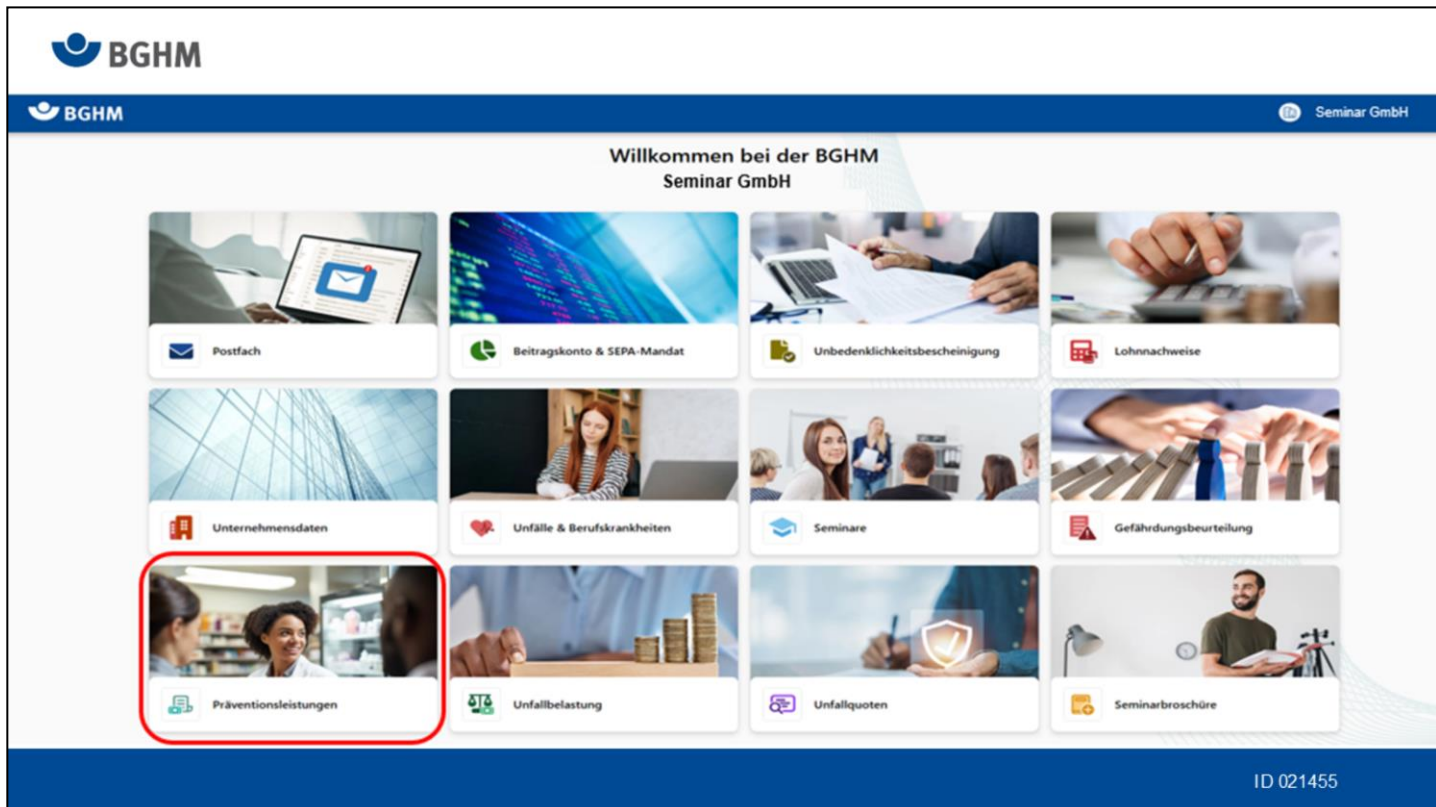 BGHM
BGHM
Seminar GmbH
Willkommen bei der BGHM
Seminar GmbH
Postfach
Beitragskonto & SEPA-Mandat
Unbedenklichkeitsbescheinigung
Lohnnachweise
Unternehmensdaten
Unfälle & Berufskrankheiten
Seminare
Gefährdungsbeurteilung
Präventionsleistungen
Unfallbelastung
Unfallquoten
Seminarbroschüre
ID 021455